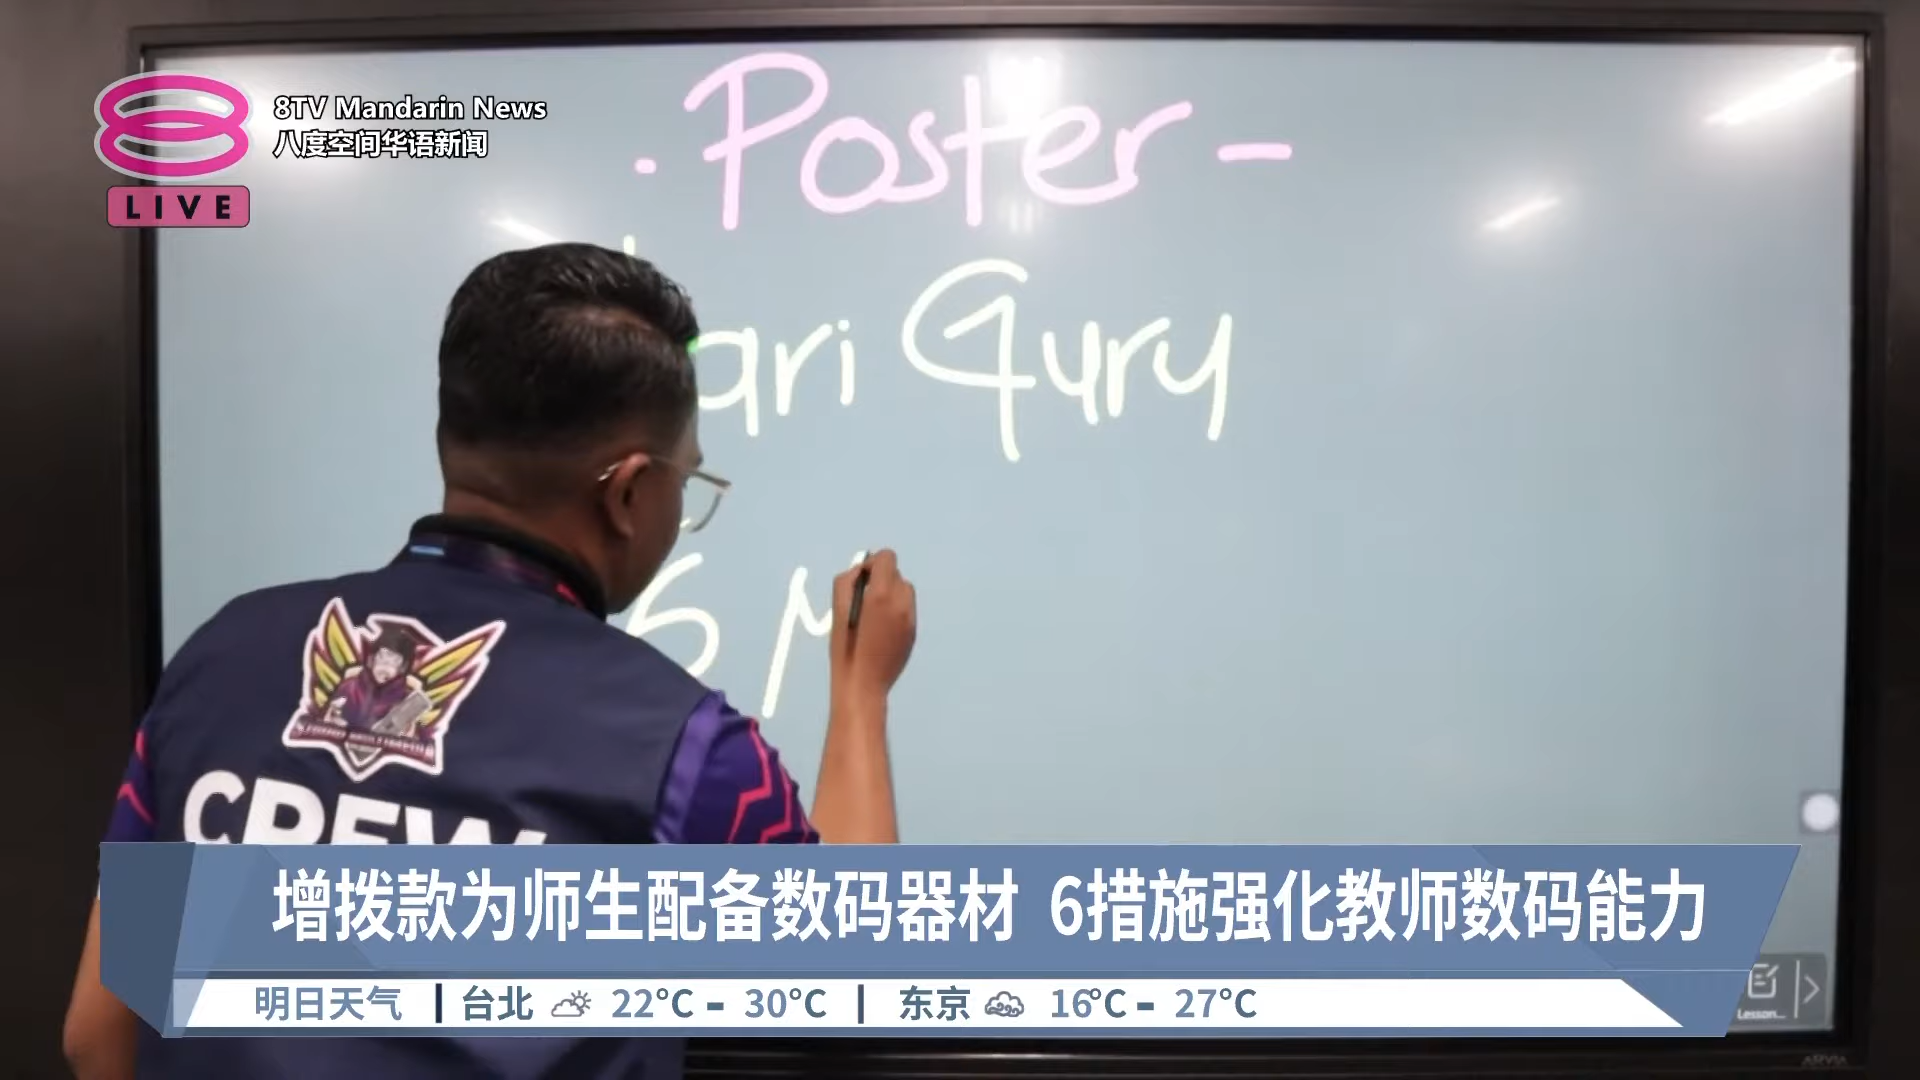 8TV Mandarin News
八度空间华语新闻
LIVE
Poster -
ari Guru
CREW
增拨款为师生配备数码器材 6措施强化教师数码能力
明日天气 | 台北 22°C - 30°C | 东京 16°C - 27°C
Lesson...
ARVIA